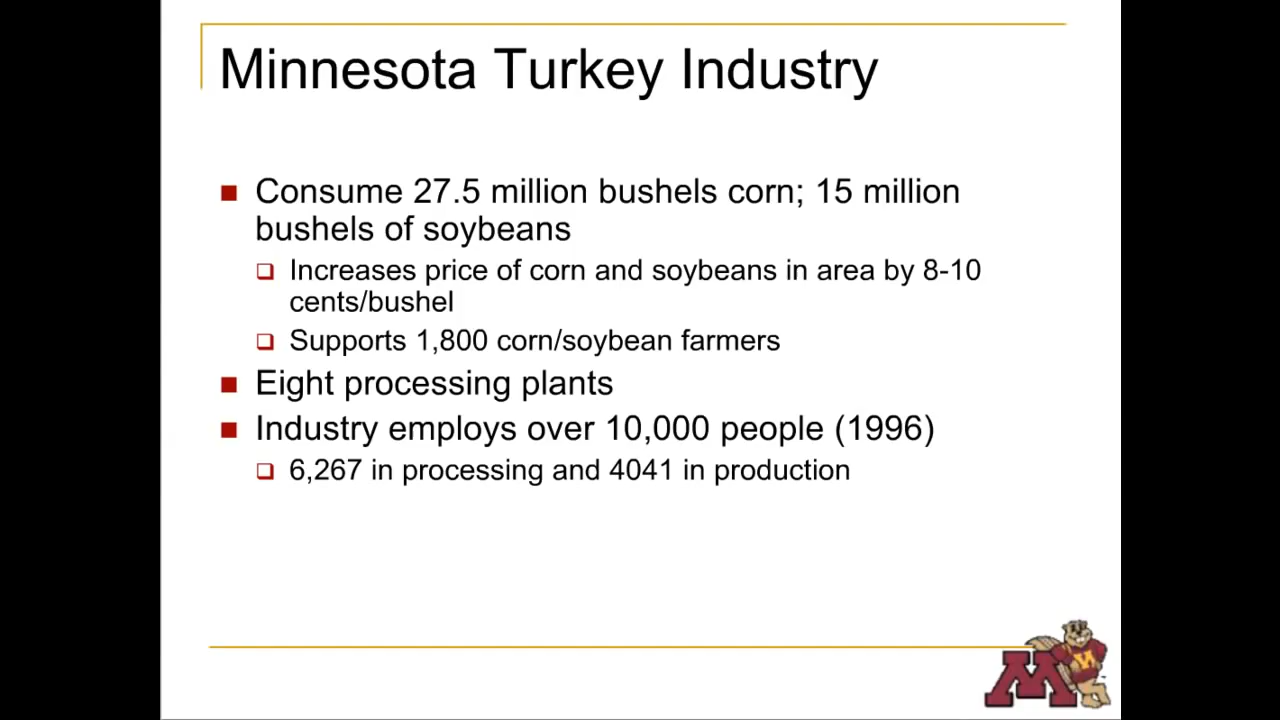 Minnesota Turkey Industry
Consume 27.5 million bushels corn; 15 million
bushels of soybeans
Increases price of corn and soybeans in area by 8-10
cents/bushel
Supports 1,800 corn/soybean farmers
Eight processing plants
Industry employs over 10,000 people (1996)
6,267 in processing and 4041 in production
M